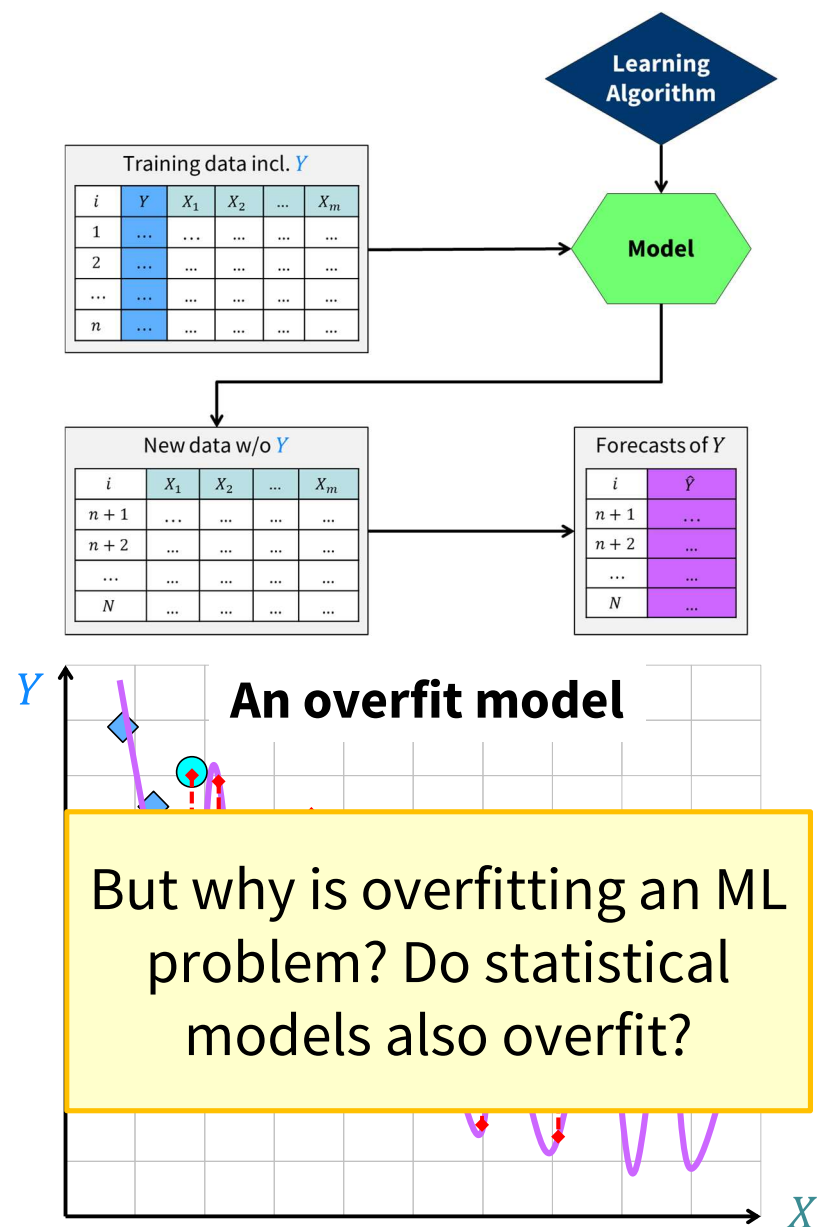 Learning
Algorithm
Training data incl. Y
i Y X₁ X₂ ... Xₘ
1 ... ... ... ... ...
2 ... ... ... ... ...
... ... ... ... ... ...
n ... ... ... ... ...
Model
New data w/o Y
i X₁ X₂ ... Xₘ
n + 1 ... ... ... ...
n + 2 ... ... ... ...
... ... ... ... ...
N ... ... ... ...
Forecasts of Y
i Ŷ
n + 1 ...
n + 2 ...
... ...
N ...
Y
An overfit model
But why is overfitting an ML
problem? Do statistical
models also overfit?
X